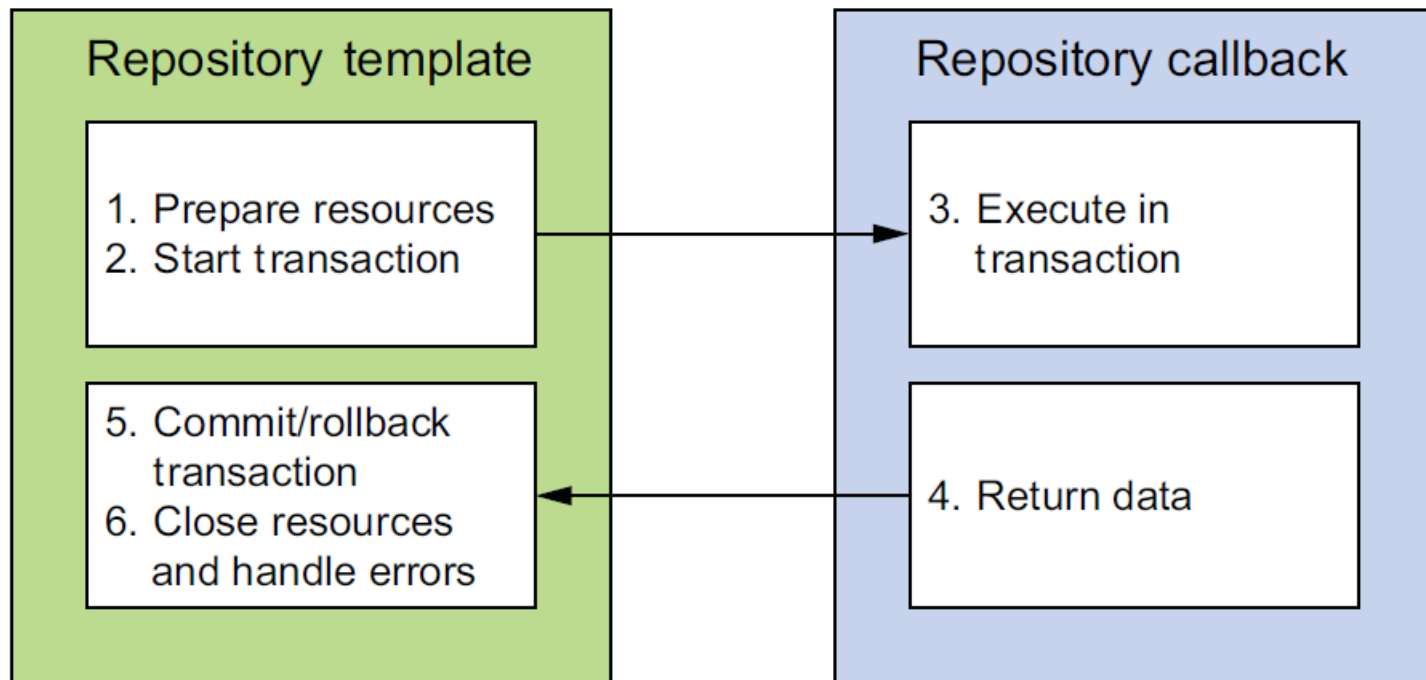 Repository template
1. Prepare resources
2. Start transaction
5. Commit/rollback
transaction
6. Close resources
and handle errors
Repository callback
3. Execute in
transaction
4. Return data